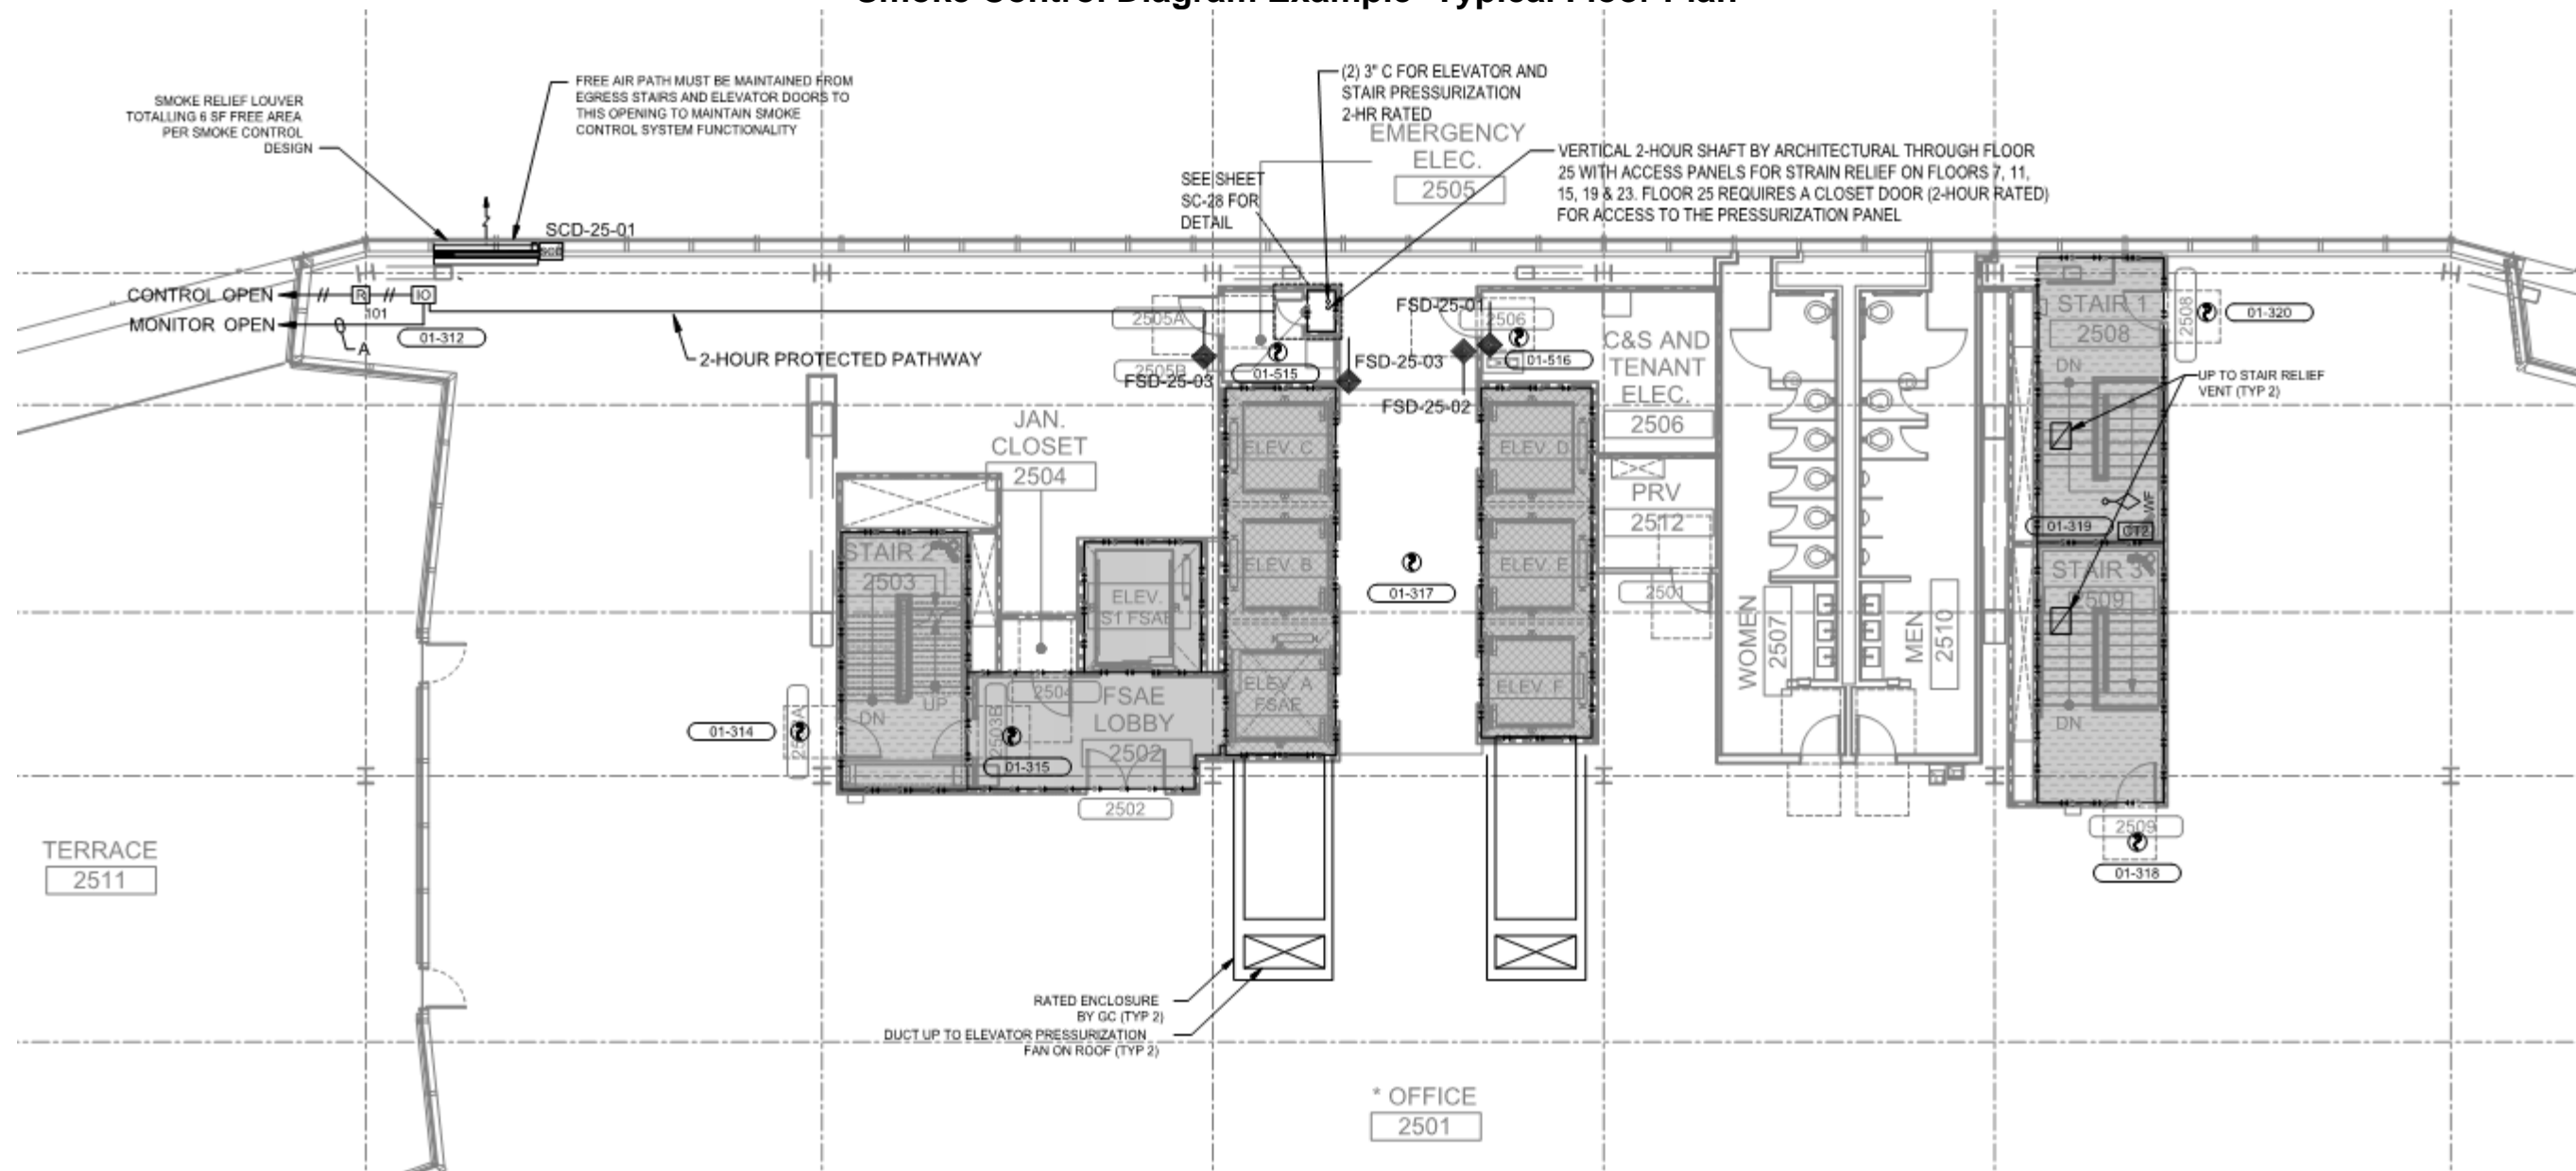 Smoke Control Diagram Example- Typical Floor Plan
SMOKE RELIEF LOUVER
TOTALLING 6 SF FREE AREA
PER SMOKE CONTROL
DESIGN
FREE AIR PATH MUST BE MAINTAINED FROM
EGRESS STAIRS AND ELEVATOR DOORS TO
THIS OPENING TO MAINTAIN SMOKE
CONTROL SYSTEM FUNCTIONALITY
(2) 3" C FOR ELEVATOR AND
STAIR PRESSURIZATION
2-HR RATED
EMERGENCY
ELEC.
2505
SEE SHEET
SC-28 FOR
DETAIL
VERTICAL 2-HOUR SHAFT BY ARCHITECTURAL THROUGH FLOOR
25 WITH ACCESS PANELS FOR STRAIN RELIEF ON FLOORS 7, 11,
15, 19 & 23. FLOOR 25 REQUIRES A CLOSET DOOR (2-HOUR RATED)
FOR ACCESS TO THE PRESSURIZATION PANEL
SCD-25-01
SCD
CONTROL OPEN
R
IO
101
MONITOR OPEN
A
01-312
2-HOUR PROTECTED PATHWAY
2505A
2505B
FSD-25-03
01-515
FSD-25-01
2506
FSD-25-03
01-516
FSD-25-02
C&S AND
TENANT
ELEC.
2506
STAIR 1
2508
2508
01-320
DN
UP TO STAIR RELIEF
VENT (TYP 2)
JAN.
CLOSET
2504
ELEV. C
ELEV. D
PRV
2512
WF
01-319
GT2
STAIR 2
2503
ELEV.
S1 FSAE
ELEV. B
ELEV. E
01-317
2501
STAIR 3
2509
WOMEN
2507
MEN
2510
ELEV. A
FSAE
ELEV. F
2504
FSAE
LOBBY
2502
DN
UP
2503B
01-314
01-315
2502
DN
2509
01-318
TERRACE
2511
RATED ENCLOSURE
BY GC (TYP 2)
DUCT UP TO ELEVATOR PRESSURIZATION
FAN ON ROOF (TYP 2)
* OFFICE
2501